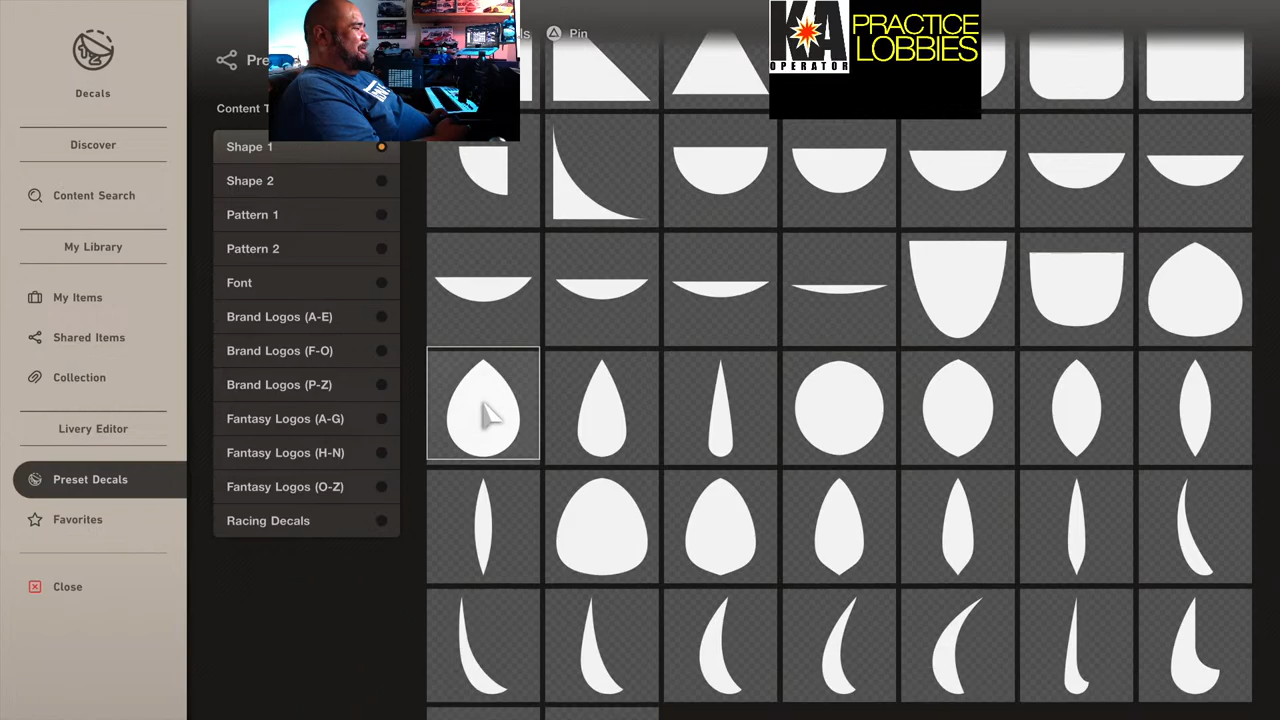 Decals
Discover
Content Search
My Library
My Items
Shared Items
Collection
Livery Editor
Preset Decals
Favorites
Close
Pre
Content T
Shape 1
Shape 2
Pattern 1
Pattern 2
Font
Brand Logos (A-E)
Brand Logos (F-O)
Brand Logos (P-Z)
Fantasy Logos (A-G)
Fantasy Logos (H-N)
Fantasy Logos (O-Z)
Racing Decals
ls
Pin
KA
OPERATOR
PRACTICE
LOBBIES